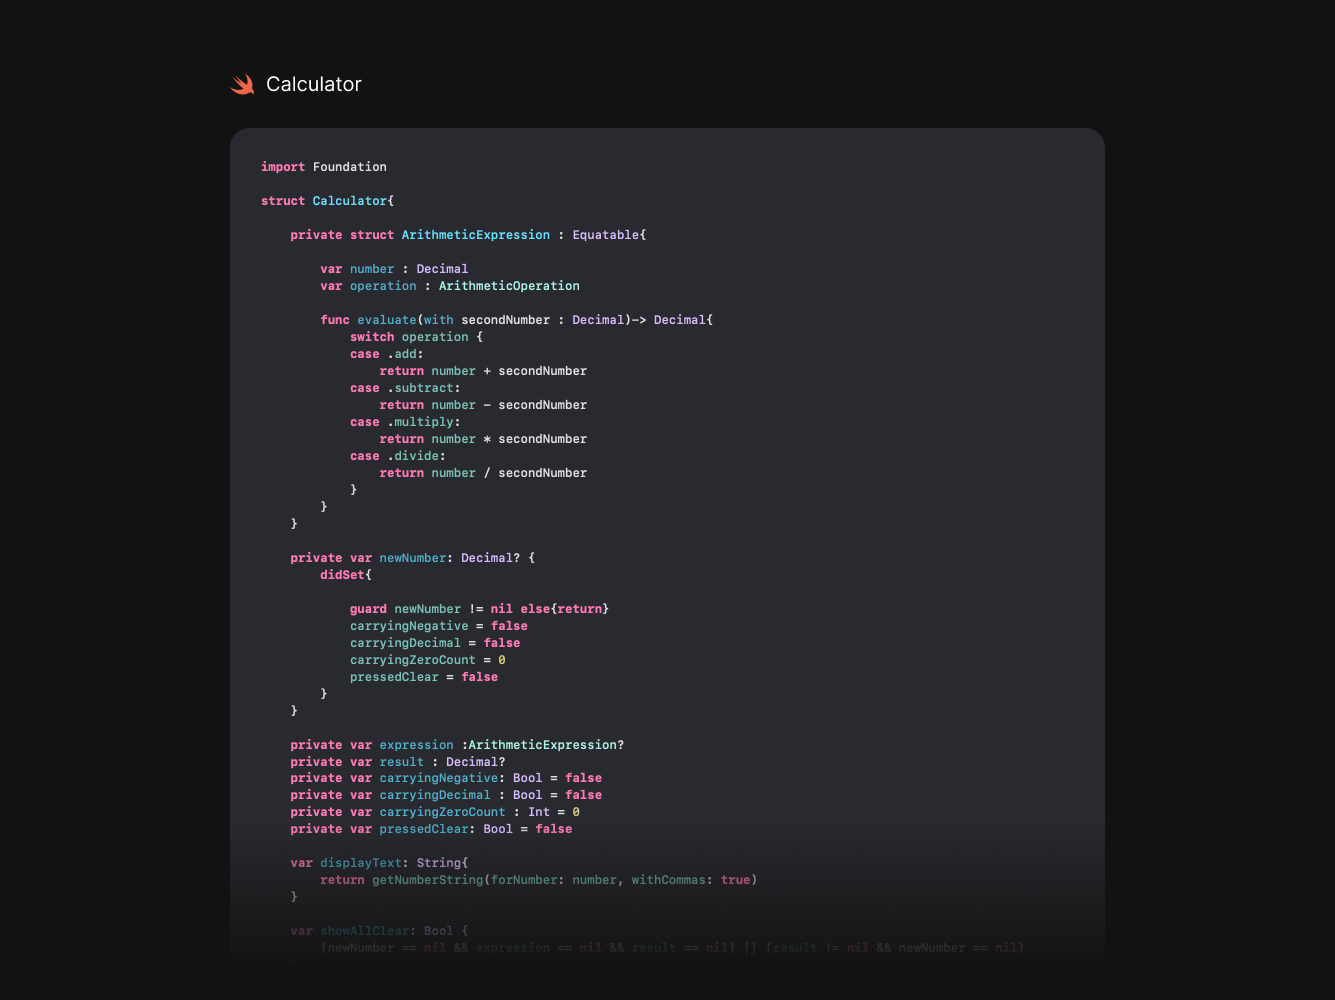 Calculator
import Foundation
struct Calculator{
private struct ArithmeticExpression : Equatable{
var number : Decimal
var operation : ArithmeticOperation
func evaluate(with secondNumber : Decimal)-> Decimal{
switch operation {
case .add:
return number + secondNumber
case .subtract:
return number - secondNumber
case .multiply:
return number * secondNumber
case .divide:
return number / secondNumber
}
}
}
private var newNumber: Decimal? {
didSet{
guard newNumber != nil else{return}
carryingNegative = false
carryingDecimal = false
carryingZeroCount = 0
pressedClear = false
}
}
private var expression :ArithmeticExpression?
private var result : Decimal?
private var carryingNegative: Bool = false
private var carryingDecimal : Bool = false
private var carryingZeroCount : Int = 0
private var pressedClear: Bool = false
var displayText: String{
return getNumberString(forNumber: number, withCommas: true)
}
var showAllClear: Bool {
(newNumber == nil && expression == nil && result == nil) || (result != nil && newNumber == nil)